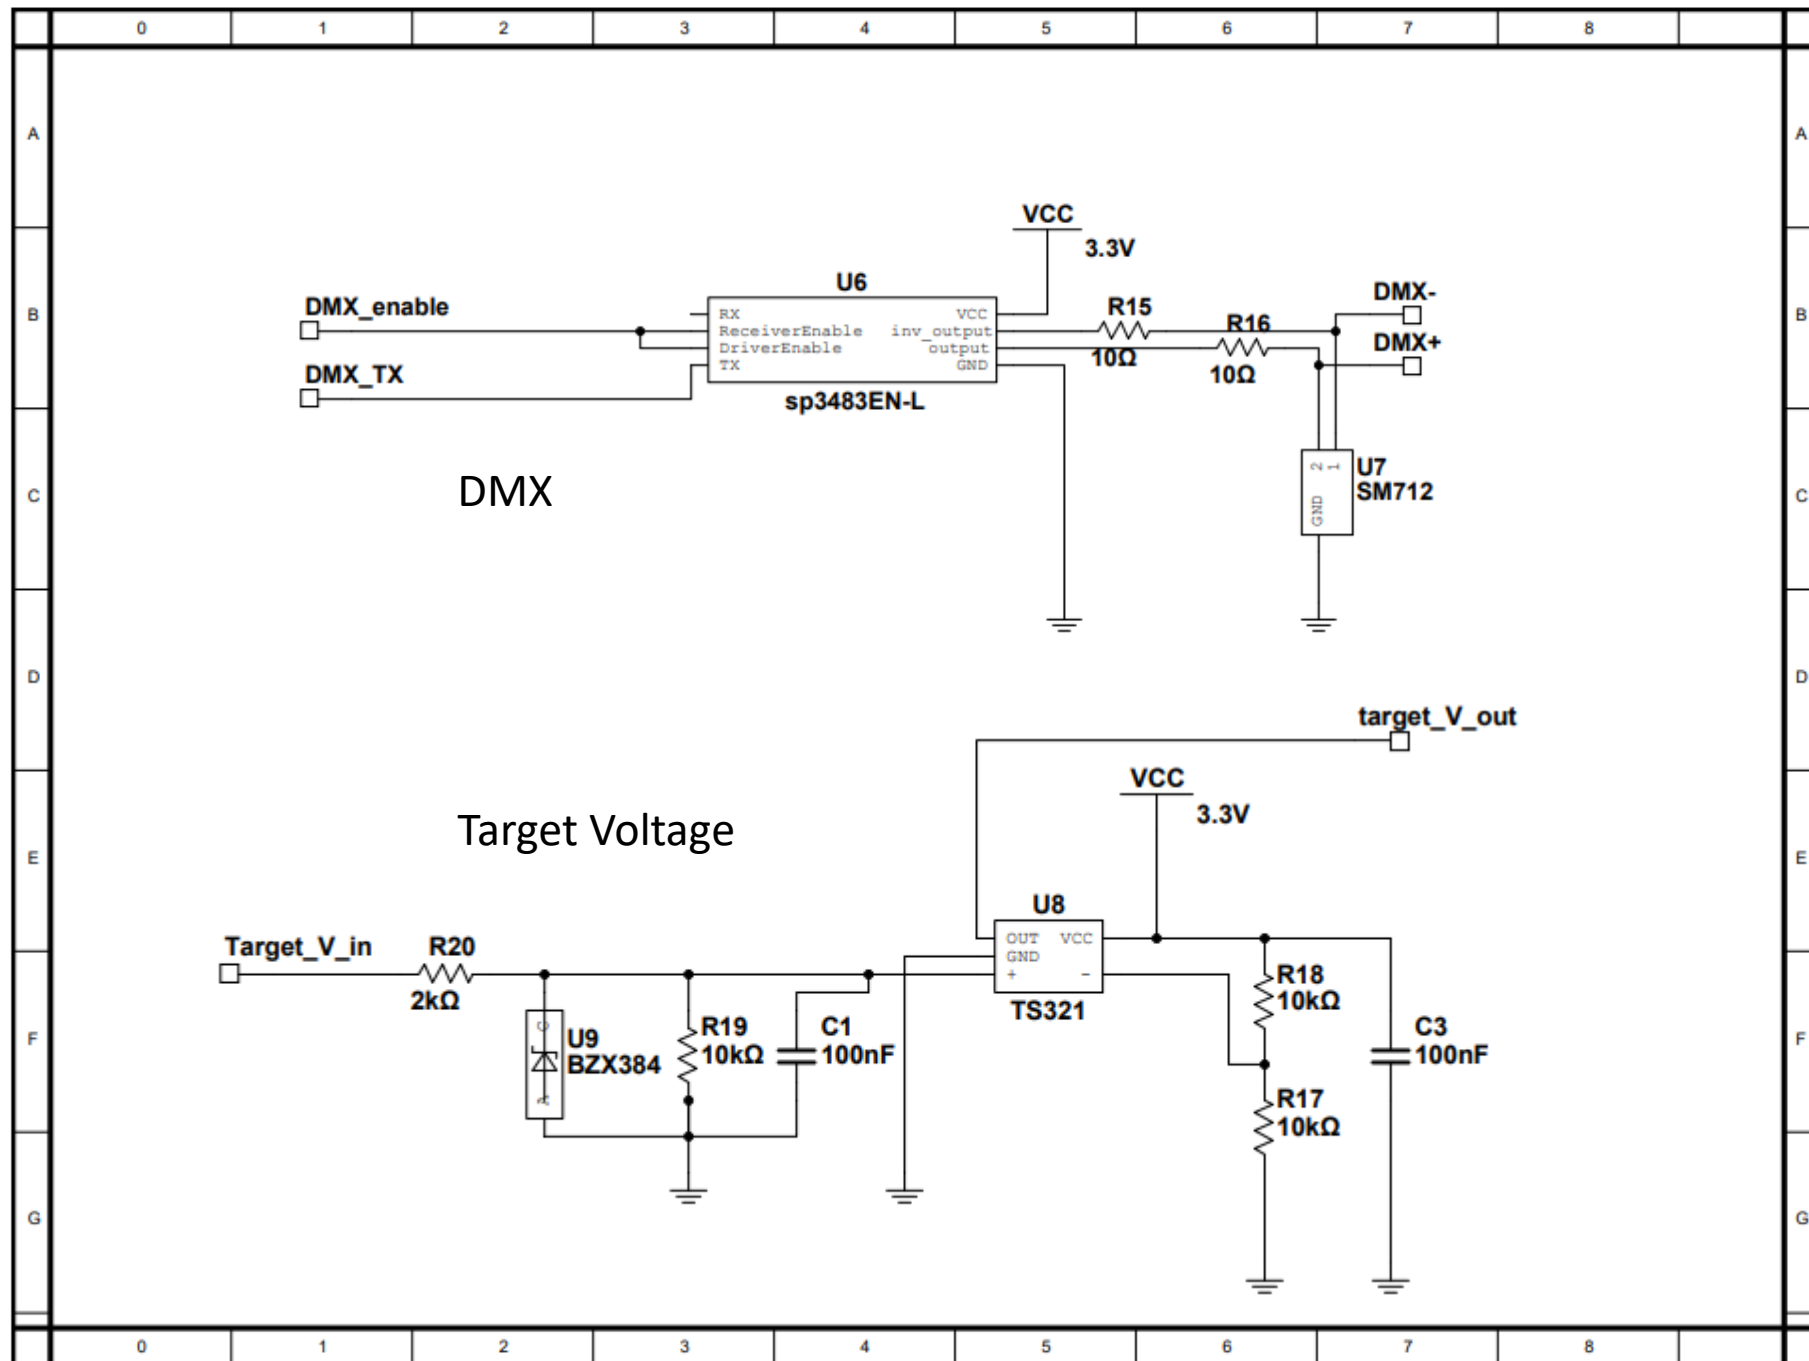 0 1 2 3 4 5 6 7 8
A A
VCC
3.3V
U6
DMX_enable
RX VCC
ReceiverEnable inv_output
DriverEnable output
TX GND
sp3483EN-L
R15
10Ω
R16
10Ω
DMX-
DMX+
B B
DMX_TX
DMX
2 1
GND
U7
SM712
C C
D D
target_V_out
VCC
3.3V
Target Voltage
E E
U8
OUT VCC
GND
+ -
TS321
Target_V_in
R20
2kΩ
C
A
U9
BZX384
R19
10kΩ
C1
100nF
R18
10kΩ
C3
100nF
R17
10kΩ
F F
G G
0 1 2 3 4 5 6 7 8